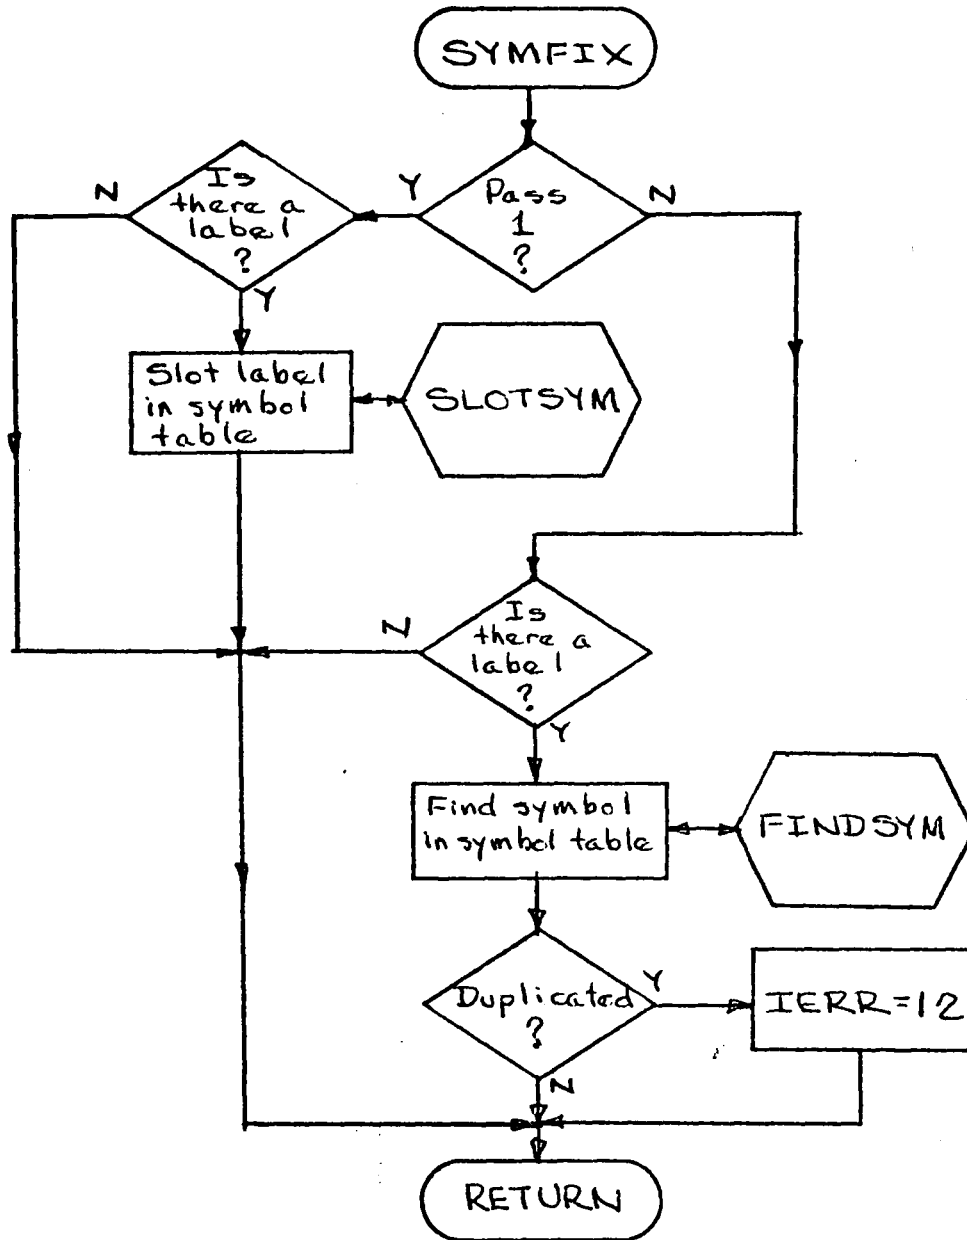 SYMFIX
Pass
1
?
Y
N
Is
there a
label
?
N
Y
Slot label
in symbol
table
SLOTSYM
Is
there a
label
?
N
Y
Find symbol
in symbol table
FINDSYM
Duplicated
?
Y
N
IERR=12
RETURN